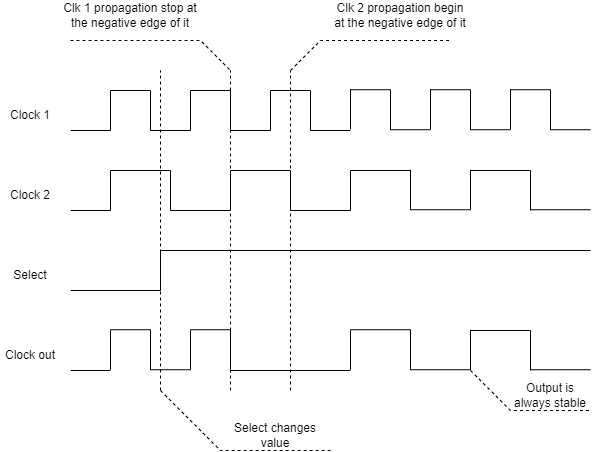 Clk 1 propagation stop at
the negative edge of it
Clk 2 propagation begin
at the negative edge of it
Clock 1
Clock 2
Select
Clock out
Output is
always stable
Select changes
value